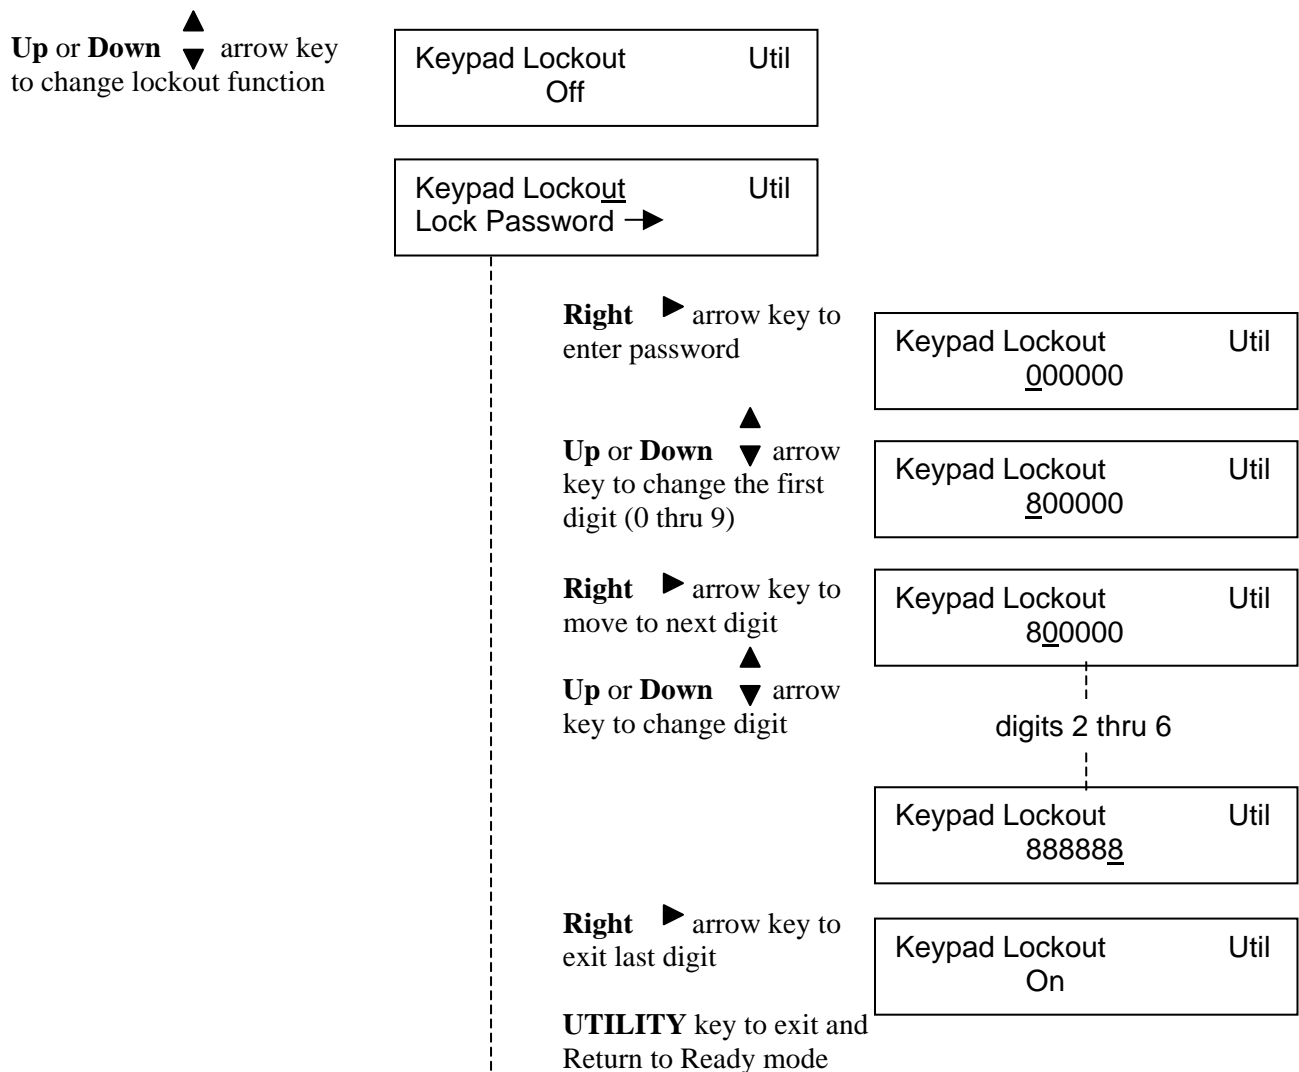 Up or Down ▲▼ arrow key
to change lockout function
Keypad Lockout Util
Off
Keypad Lockout Util
Lock Password →
Right ► arrow key to
enter password
Keypad Lockout Util
000000
Up or Down ▲▼ arrow
key to change the first
digit (0 thru 9)
Keypad Lockout Util
800000
Right ► arrow key to
move to next digit
Keypad Lockout Util
800000
Up or Down ▲▼ arrow
key to change digit
digits 2 thru 6
Keypad Lockout Util
888888
Right ► arrow key to
exit last digit
Keypad Lockout Util
On
UTILITY key to exit and
Return to Ready mode